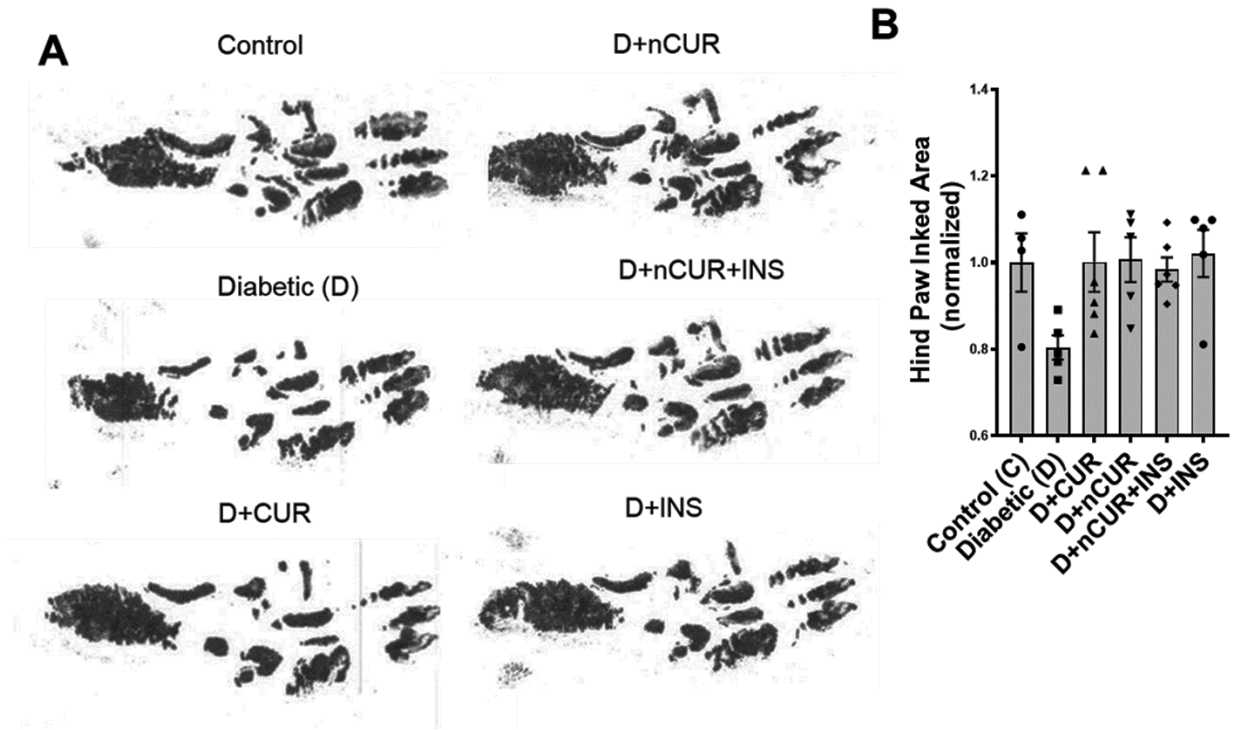 A
Control
D+nCUR
Diabetic (D)
D+nCUR+INS
D+CUR
D+INS
B
Hind Paw Inked Area
(normalized)
1.4
1.2
1.0
0.8
0.6
Control (C)
Diabetic (D)
D+CUR
D+nCUR
D+nCUR+INS
D+INS